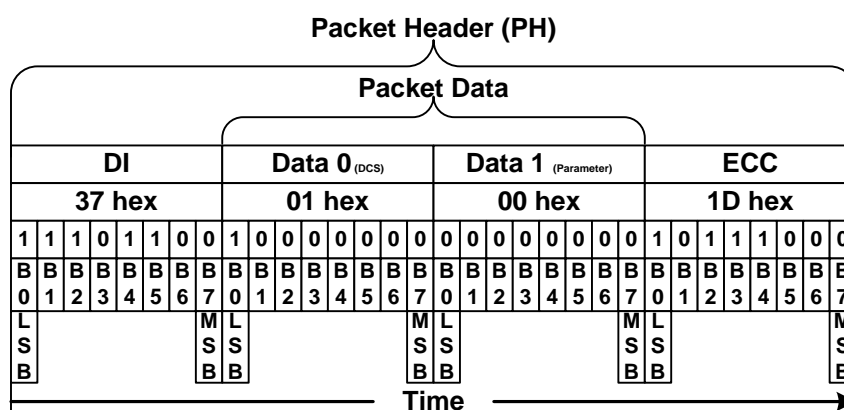 Packet Header (PH)
Packet Data
DI Data 0 (DCS) Data 1 (Parameter) ECC
37 hex 01 hex 00 hex 1D hex
1 1 1 0 1 1 0 0 1 0 0 0 0 0 0 0 0 0 0 0 0 0 0 0 1 0 1 1 1 0 0 0
B B B B B B B B B B B B B B B B B B B B B B B B B B B B B B B B
0 1 2 3 4 5 6 7 0 1 2 3 4 5 6 7 0 1 2 3 4 5 6 7 0 1 2 3 4 5 6 7
L M L M L M L M
S S S S S S S S
B B B B B B B B
Time